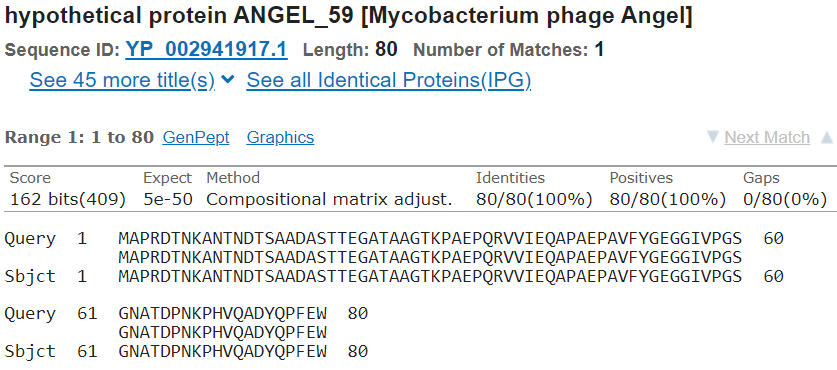 hypothetical protein ANGEL_59 [Mycobacterium phage Angel]
Sequence ID: YP_002941917.1 Length: 80 Number of Matches: 1
See 45 more title(s) See all Identical Proteins(IPG)
Range 1: 1 to 80 GenPept Graphics Next Match
Score Expect Method Identities Positives Gaps
162 bits(409) 5e-50 Compositional matrix adjust. 80/80(100%) 80/80(100%) 0/80(0%)
Query 1 MAPRDTNKANTNDTSAADASTTEGATAAGTKPAEPQRVVIEQAPAEPAVFYGEGGIVPGS 60
MAPRDTNKANTNDTSAADASTTEGATAAGTKPAEPQRVVIEQAPAEPAVFYGEGGIVPGS
Sbjct 1 MAPRDTNKANTNDTSAADASTTEGATAAGTKPAEPQRVVIEQAPAEPAVFYGEGGIVPGS 60
Query 61 GNATDPNKPHVQADYQPFEW 80
GNATDPNKPHVQADYQPFEW
Sbjct 61 GNATDPNKPHVQADYQPFEW 80